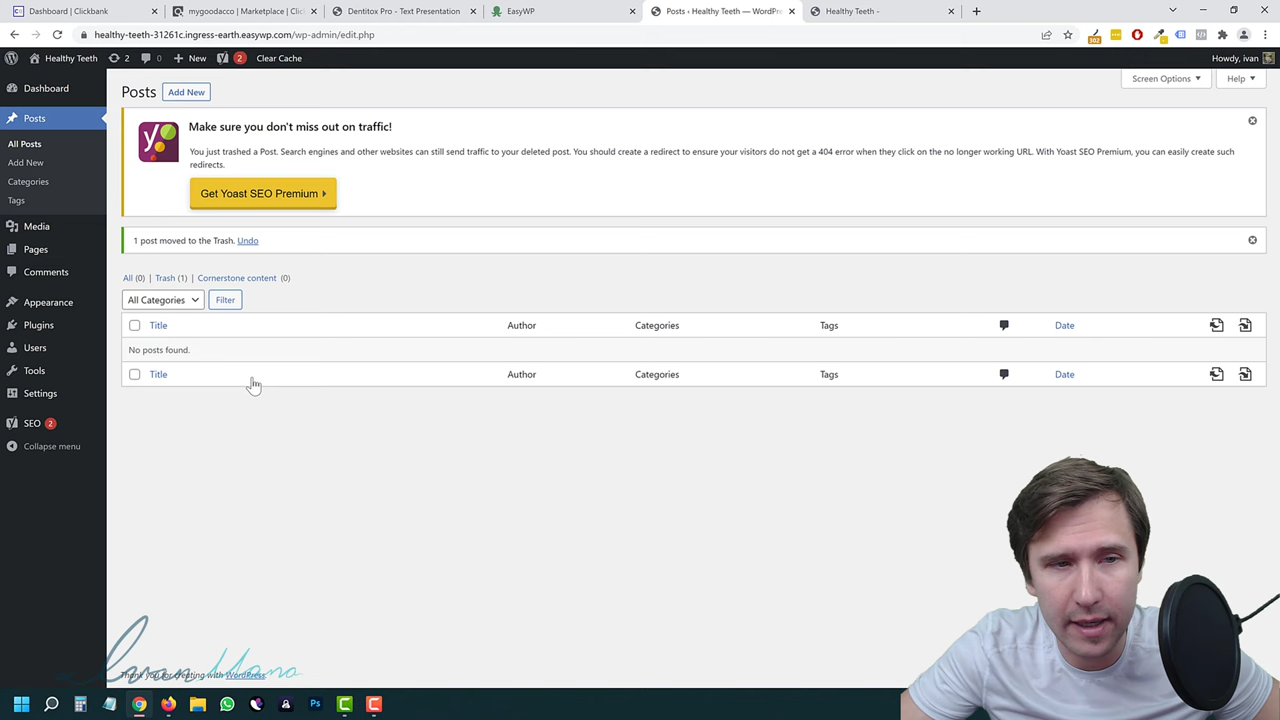 Dashboard | Clickbank
mygoodacco | Marketplace | Clic
Dentitox Pro - Text Presentation
EasyWP
Posts ‹ Healthy Teeth — WordPre
Healthy Teeth -
healthy-teeth-31261c.ingress-earth.easywp.com/wp-admin/edit.php
Healthy Teeth
2
0
New
2
Clear Cache
Howdy, ivan
Dashboard
Posts
All Posts
Add New
Categories
Tags
Media
Pages
Comments
Appearance
Plugins
Users
Tools
Settings
SEO 2
Collapse menu
Screen Options
Help
Posts
Add New
Make sure you don't miss out on traffic!
You just trashed a Post. Search engines and other websites can still send traffic to your deleted post. You should create a redirect to ensure your visitors do not get a 404 error when they click on the no longer working URL. With Yoast SEO Premium, you can easily create such
redirects.
Get Yoast SEO Premium
1 post moved to the Trash. Undo
All (0) | Trash (1) | Cornerstone content (0)
All Categories
Filter
Title Author Categories Tags Date
No posts found.
Title Author Categories Tags Date
Ivan Mana
Thank you for creating with WordPress.